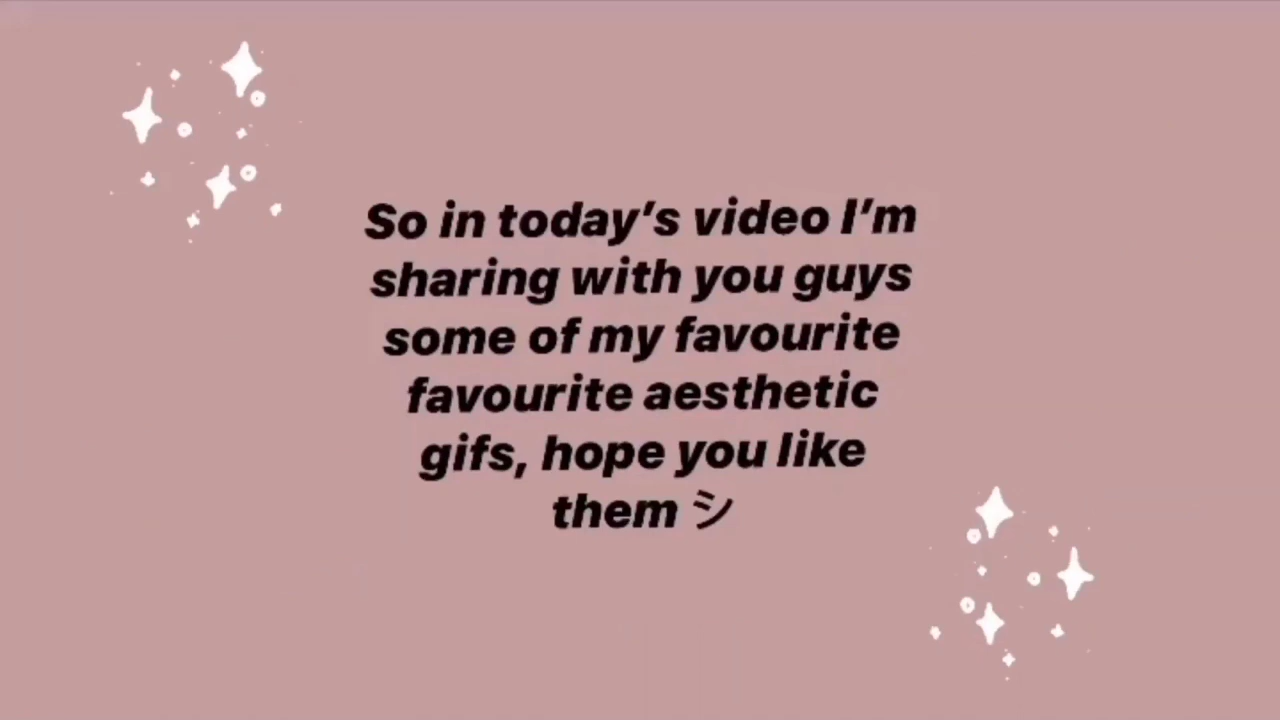 So in today’s video I’m
sharing with you guys
some of my favourite
favourite aesthetic
gifs, hope you like
them シ